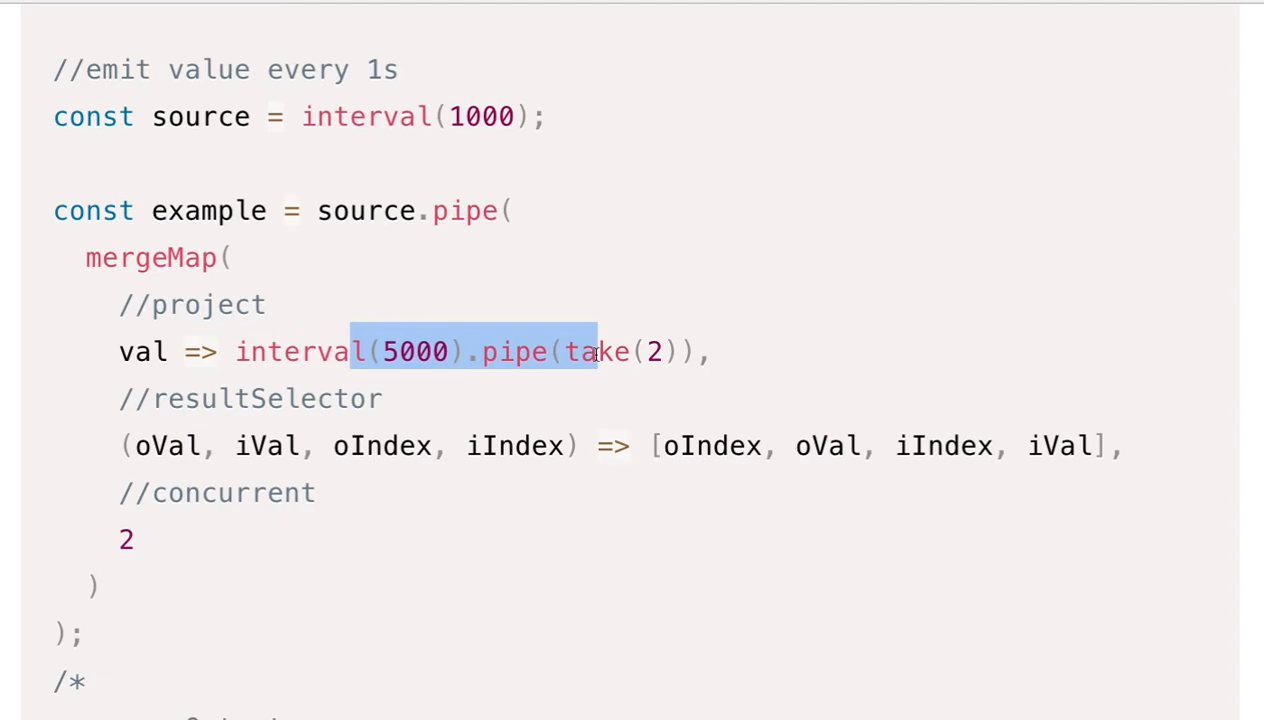 //emit value every 1s
const source = interval(1000);
const example = source.pipe(
mergeMap(
//project
val => interval(5000).pipe(take(2)),
//resultSelector
(oVal, iVal, oIndex, iIndex) => [oIndex, oVal, iIndex, iVal],
//concurrent
2
)
);
/*